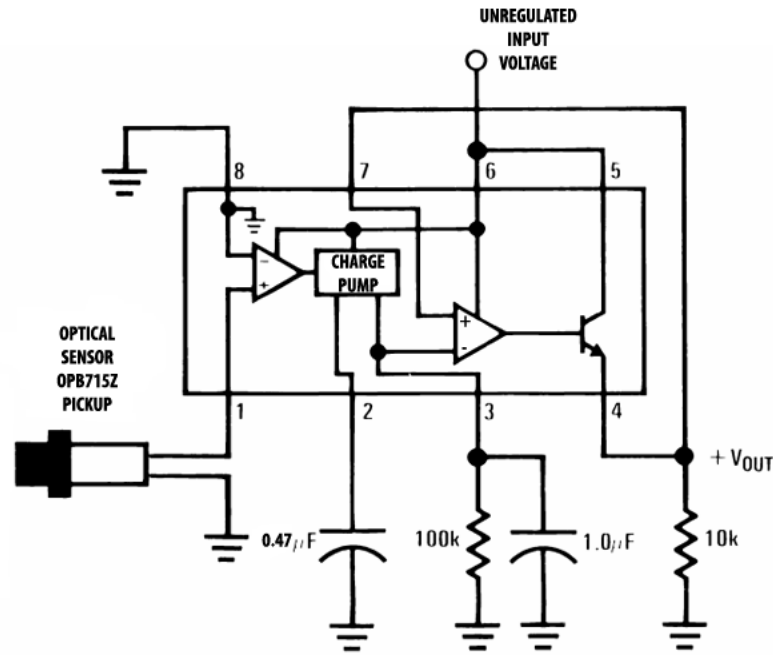 UNREGULATED
INPUT
VOLTAGE
8
7
6
5
−
+
CHARGE
PUMP
+
-
OPTICAL
SENSOR
OPB715Z
PICKUP
1
2
3
4
+ VOUT
0.47μF
100k
1.0μF
10k